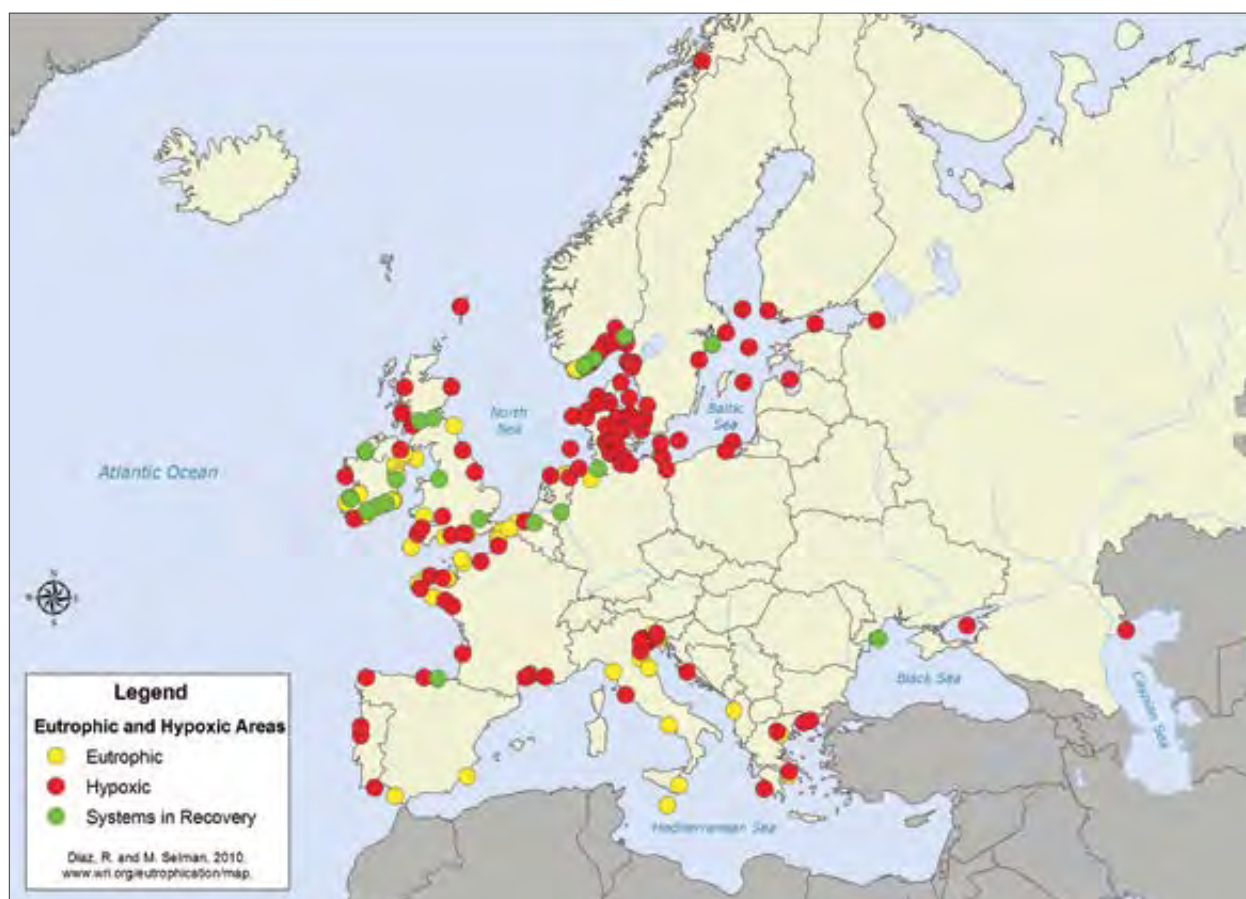 North
Sea
Baltic
Sea
Atlantic Ocean
N
S
Black Sea
Caspian Sea
Mediterranean Sea
Legend
Eutrophic and Hypoxic Areas
Eutrophic
Hypoxic
Systems in Recovery
Diaz, R. and M. Selman, 2010.
www.wri.org/eutrophication/map.